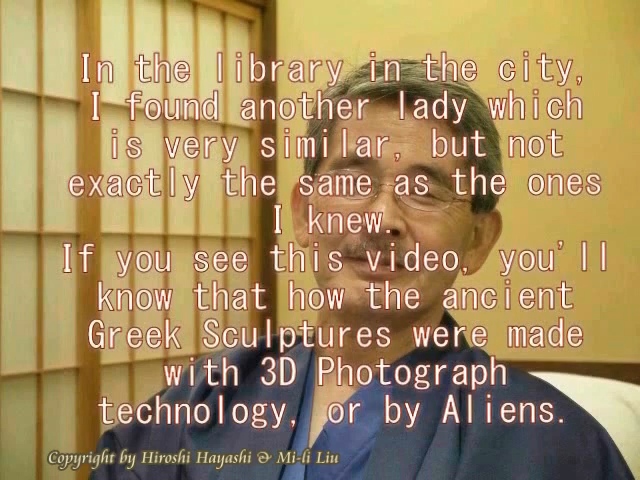 In the library in the city,
I found another lady which
is very similar, but not
exactly the same as the ones
I knew.
If you see this video, you'll
know that how the ancient
Greek Sculptures were made
with 3D Photograph
technology, or by Aliens.
Copyright by Hiroshi Hayashi & Mi-li Liu